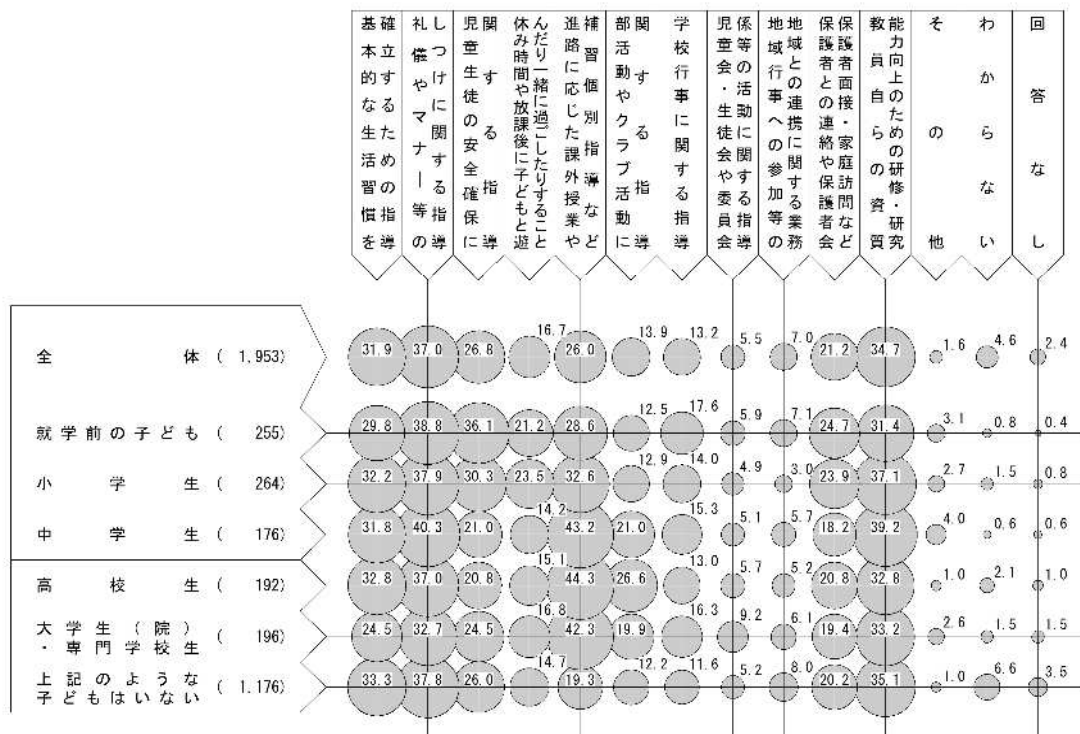 基本的な生活習慣を
確立するための指導
礼儀やマナー等の
しつけに関する指導
児童生徒の安全確保に
関する指導
休み時間や放課後に子どもと遊
んだり一緒に過ごしたりすること
進路に応じた課外授業や
補習個別指導など
部活動やクラブ活動に
関する指導
学校行事に関する指導
児童会・生徒会や委員会
係等の活動に関する指導
地域行事への参加等の
地域との連携に関する業務
保護者との連絡や保護者会
保護者面接・家庭訪問など
教員自らの資質
能力向上のための研修・研究
その他
わからない
回答なし
全体 ( 1,953) 31.9 37.0 26.8 16.7 26.0 13.9 13.2 5.5 7.0 21.2 34.7 1.6 4.6 2.4
就学前の子ども ( 255) 29.8 38.8 36.1 21.2 28.6 12.5 17.6 5.9 7.1 24.7 31.4 3.1 0.8 0.4
小学生 ( 264) 32.2 37.9 30.3 23.5 32.6 12.9 14.0 4.9 3.0 23.9 37.1 2.7 1.5 0.8
中学生 ( 176) 31.8 40.3 21.0 14.2 43.2 21.0 15.3 5.1 5.7 18.2 39.2 4.0 0.6 0.6
高校生 ( 192) 32.8 37.0 20.8 15.1 44.3 26.6 13.0 5.7 5.2 20.8 32.8 1.0 2.1 1.0
大学生(院)
・専門学校生 ( 196) 24.5 32.7 24.5 16.8 42.3 19.9 16.3 9.2 6.1 19.4 33.2 2.6 1.5 1.5
上記のような
子どもはいない ( 1,176) 33.3 37.8 26.0 14.7 19.3 12.2 11.6 5.2 8.0 20.2 35.1 1.0 6.6 3.5